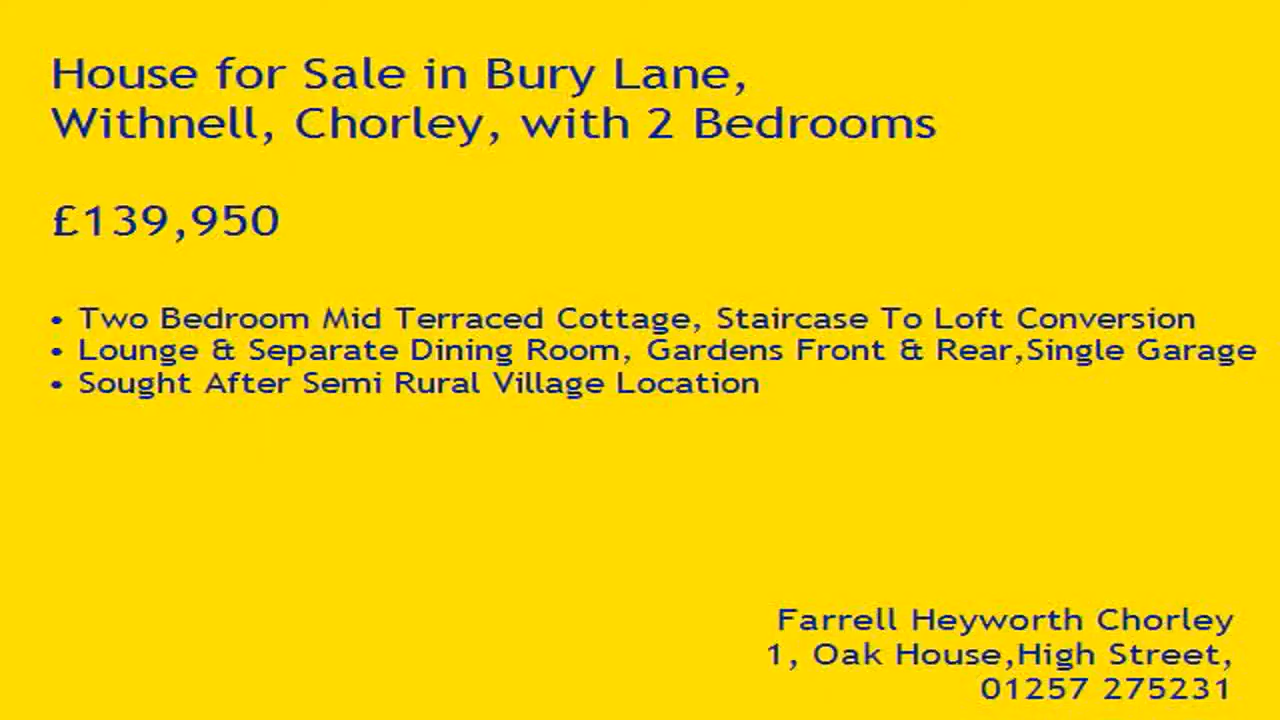 House for Sale in Bury Lane,
Withnell, Chorley, with 2 Bedrooms
£139,950
• Two Bedroom Mid Terraced Cottage, Staircase To Loft Conversion
• Lounge & Separate Dining Room, Gardens Front & Rear,Single Garage
• Sought After Semi Rural Village Location
Farrell Heyworth Chorley
1, Oak House,High Street,
01257 275231